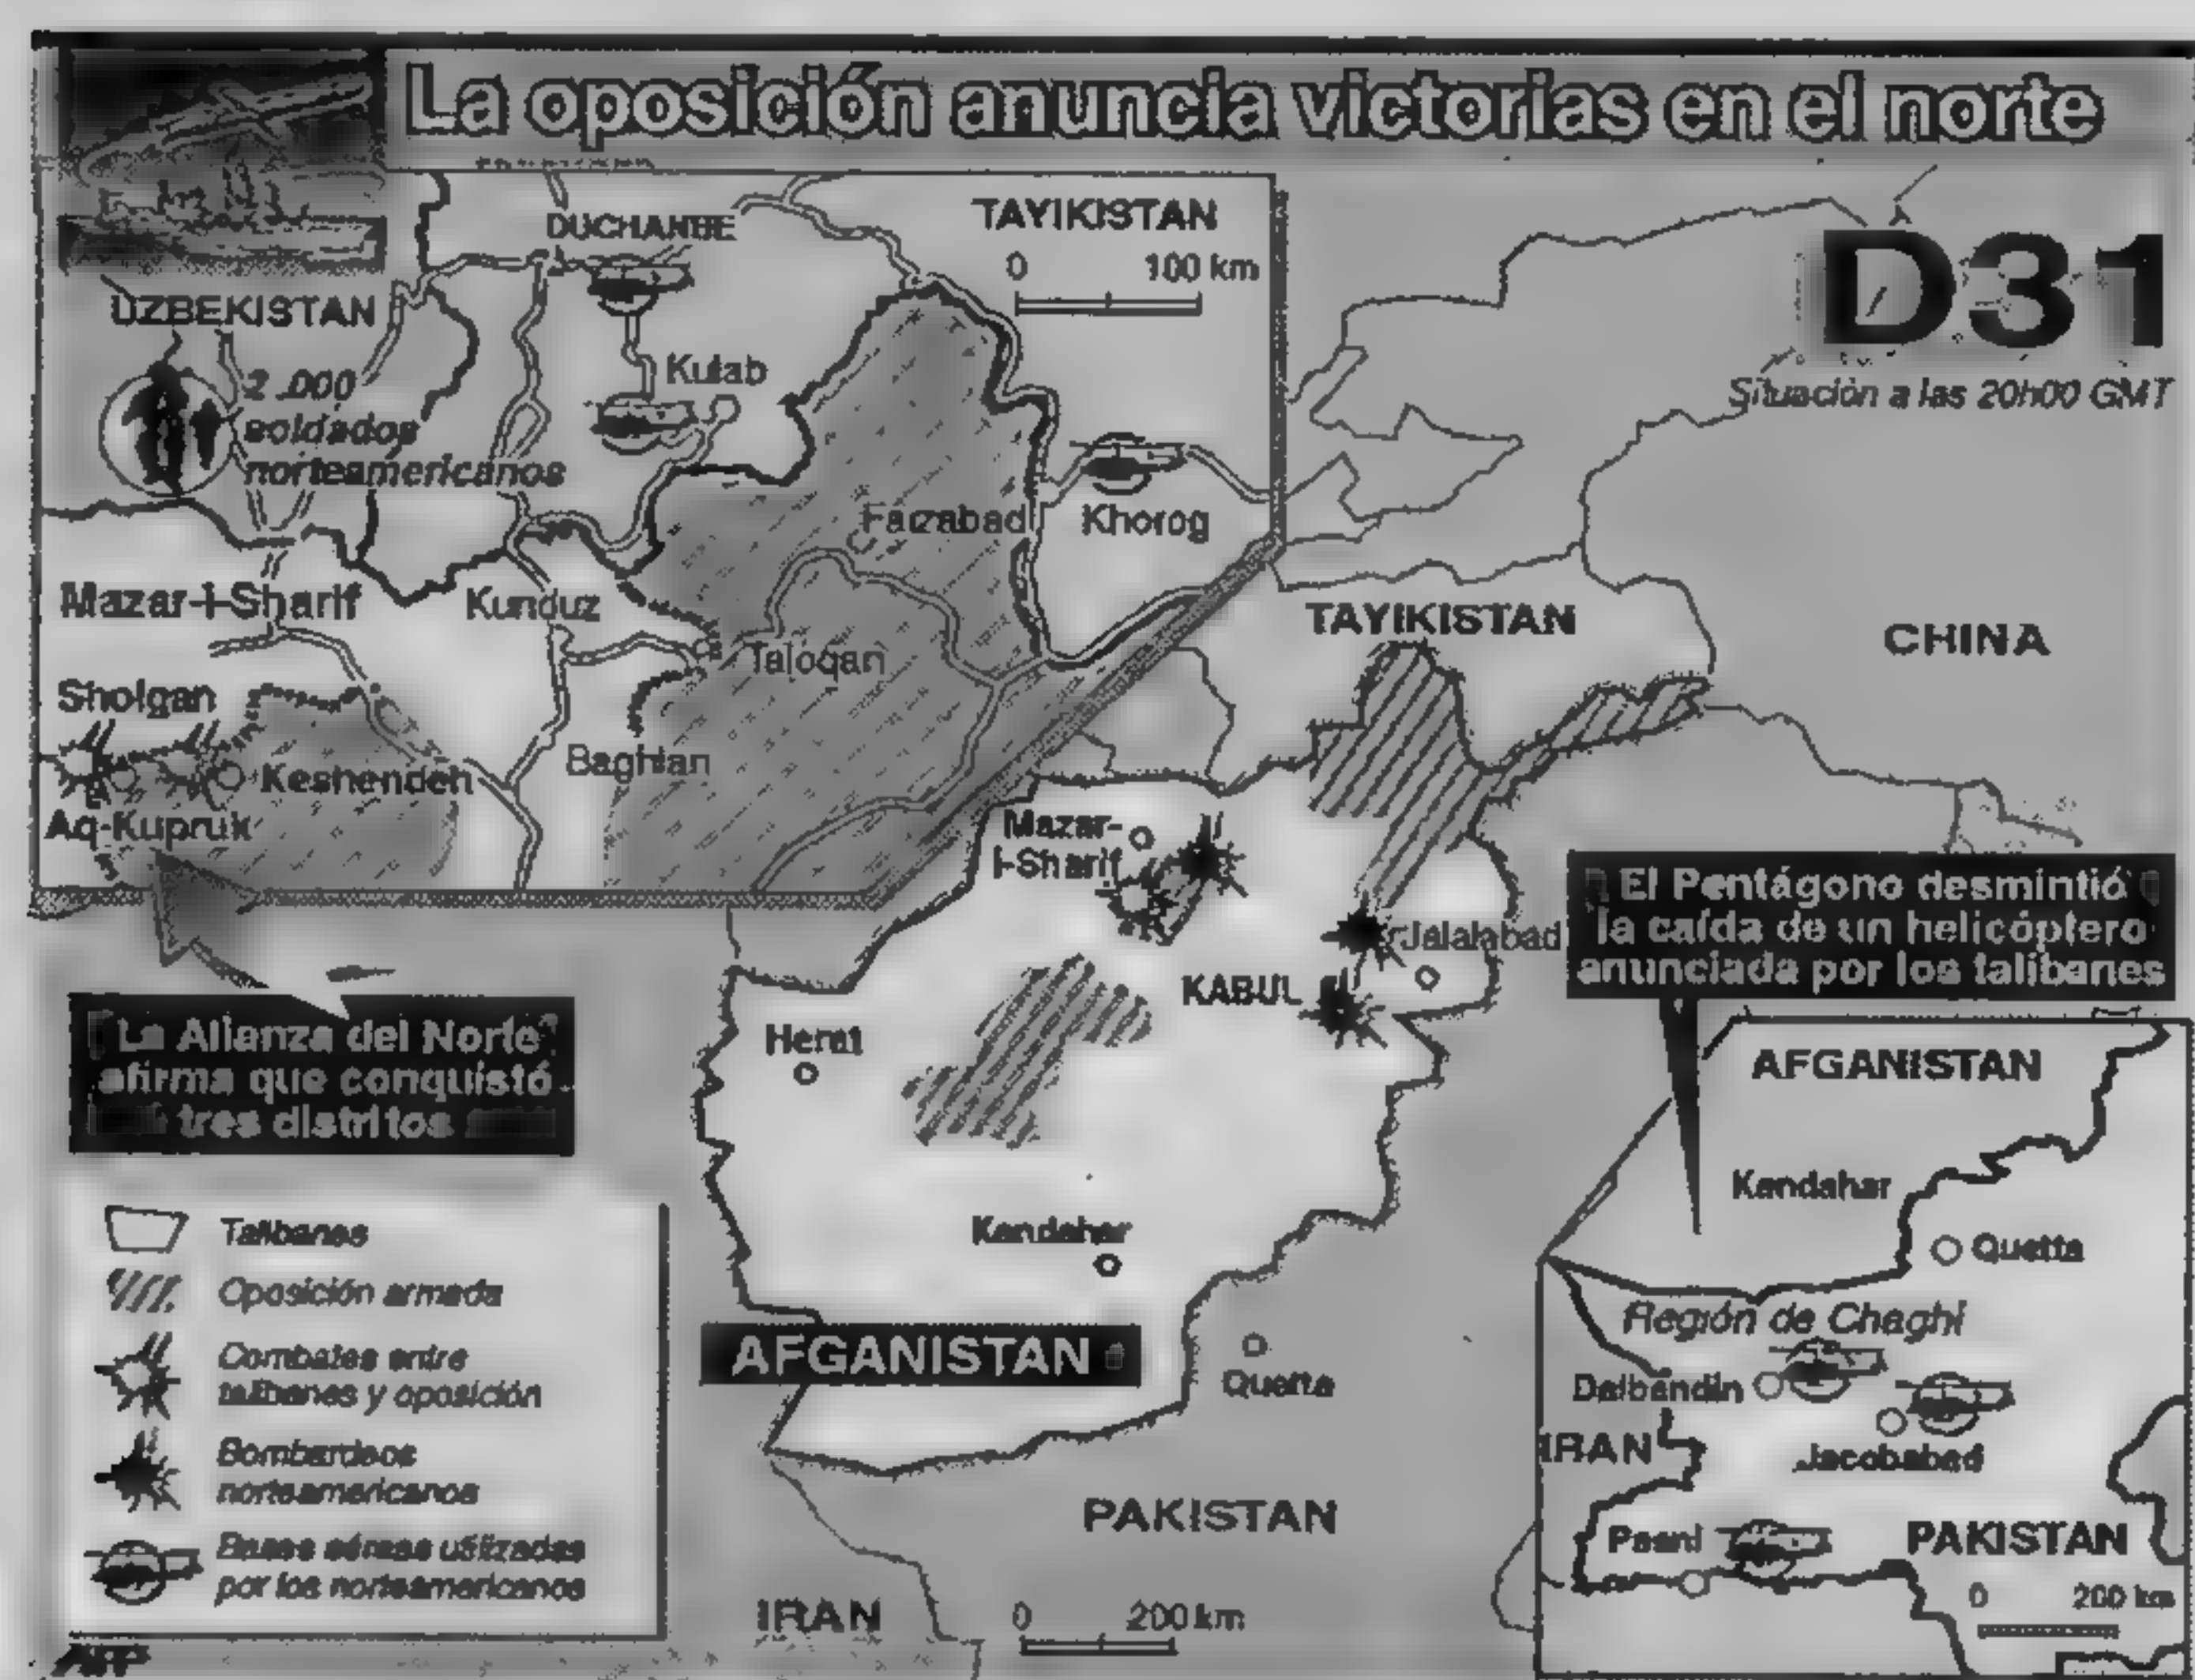 La oposición anuncia victorias en el norte
D31
Situación a las 20h00 GMT
TAYIKISTAN
0 100 km
DUCHANBE
UZBEKISTAN
2.000
soldados
norteamericanos
Kulab
Faizabad
Khorog
Mazar-i-Sharif
Kunduz
Taloqan
Sholgan
Keshendeh
Baghlan
Aq-Kupruk
TAYIKISTAN
CHINA
Mazar-
i-Sharif
Jalalabad
KABUL
Herat
Kandahar
AFGANISTAN
Quetta
PAKISTAN
IRAN
0 200 km
El Pentágono desmintió
la caída de un helicóptero
anunciada por los talibanes
La Alianza del Norte
afirma que conquistó
tres distritos
Talibanes
Oposición armada
Combates entre
talibanes y oposición
Bombardeos
norteamericanos
Bases aéreas utilizadas
por los norteamericanos
AFP
AFGANISTAN
Kandahar
Quetta
Región de Chaghi
Dalbandin
IRAN
Jacobabad
Pasni
PAKISTAN
0 200 km